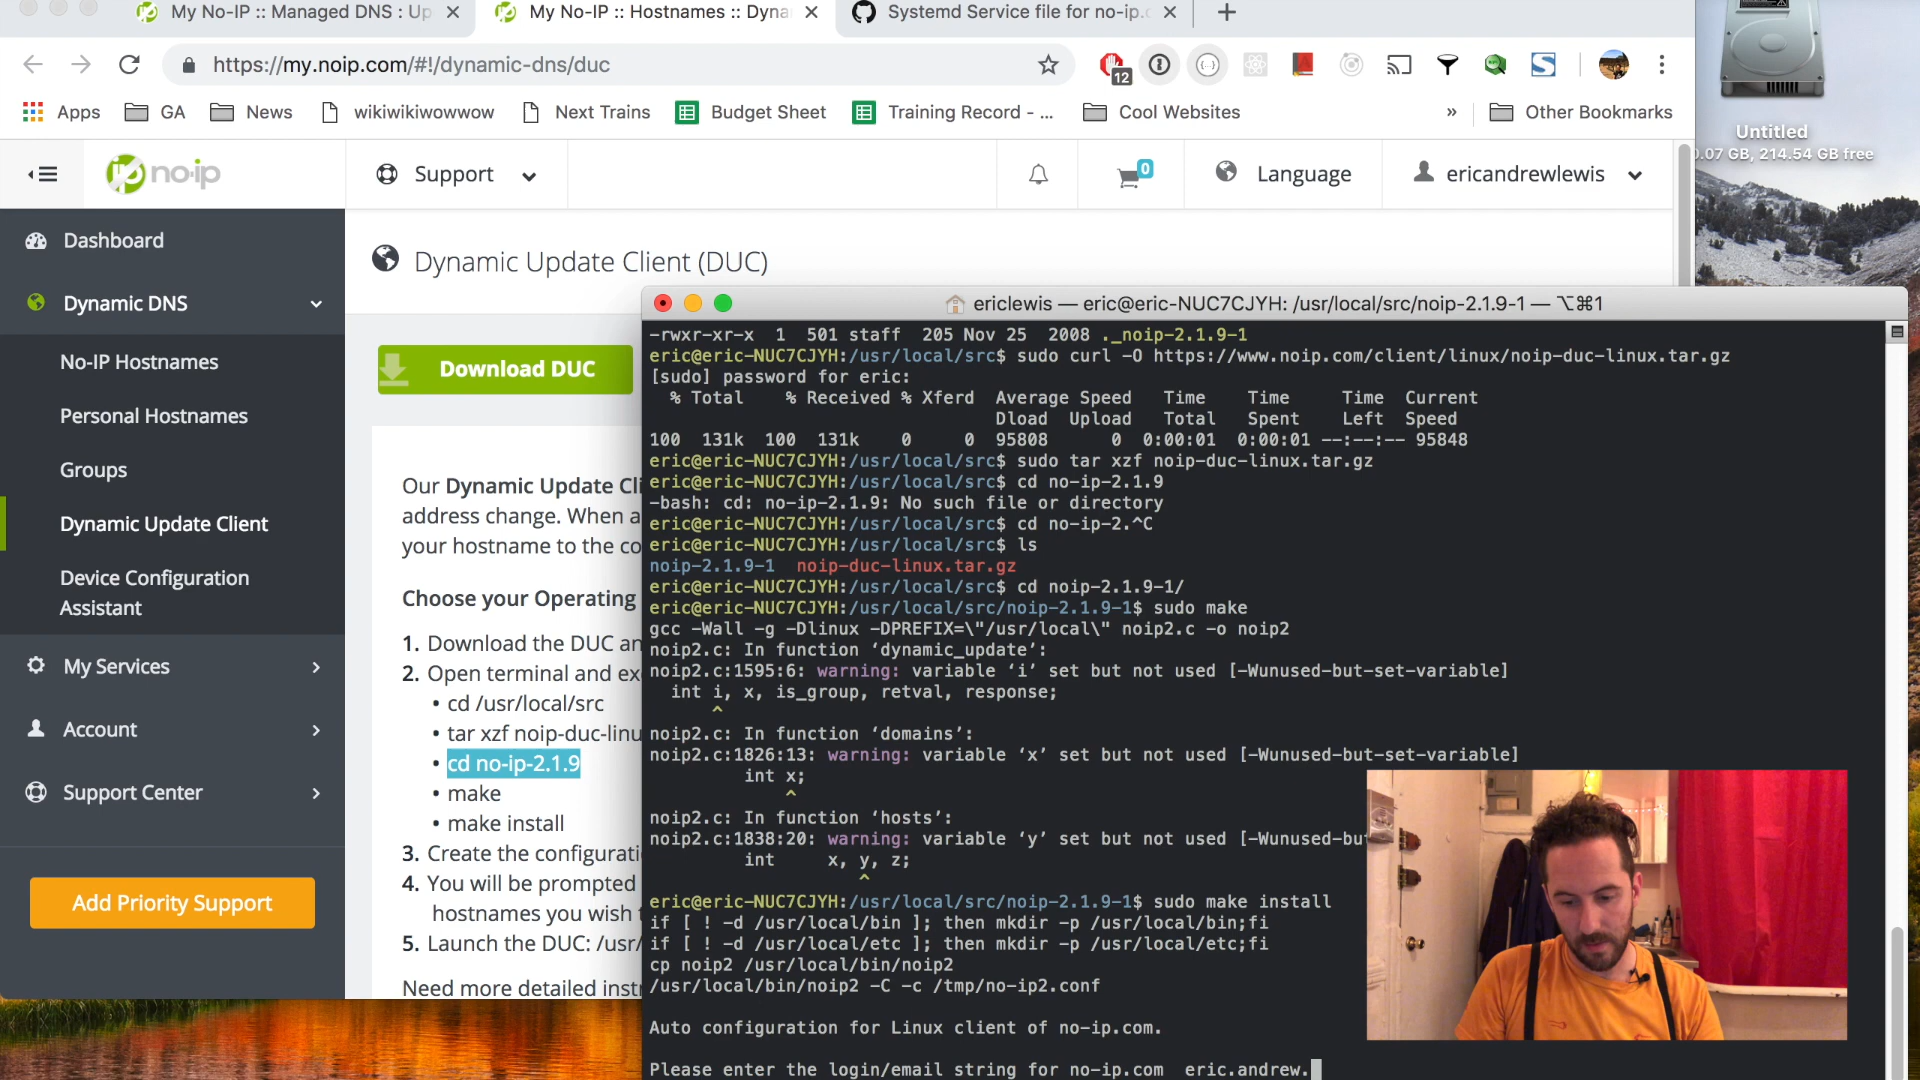 My No-IP :: Managed DNS : Up
My No-IP :: Hostnames :: Dyna
Systemd Service file for no-ip.c
https://my.noip.com/#!/dynamic-dns/duc
12
Apps
GA
News
wikiwikiwowwow
Next Trains
Budget Sheet
Training Record - ...
Cool Websites
»
Other Bookmarks
Untitled
0.07 GB, 214.54 GB free
no-ip
Support
0
Language
ericandrewlewis
Dashboard
Dynamic DNS
No-IP Hostnames
Personal Hostnames
Groups
Dynamic Update Client
Device Configuration
Assistant
My Services
Account
Support Center
Add Priority Support
Dynamic Update Client (DUC)
Download DUC
Our Dynamic Update Cli
address change. When a
your hostname to the co
Choose your Operating
1. Download the DUC an
2. Open terminal and exe
• cd /usr/local/src
• tar xzf noip-duc-linu
• cd no-ip-2.1.9
• make
• make install
3. Create the configurati
4. You will be prompted
hostnames you wish t
5. Launch the DUC: /usr/
Need more detailed instr
ericlewis — eric@eric-NUC7CJYH: /usr/local/src/noip-2.1.9-1 — ⌥⌘1
-rwxr-xr-x  1  501 staff  205 Nov 25  2008 ._noip-2.1.9-1
eric@eric-NUC7CJYH:/usr/local/src$ sudo curl -O https://www.noip.com/client/linux/noip-duc-linux.tar.gz
[sudo] password for eric:
  % Total    % Received % Xferd  Average Speed   Time    Time     Time  Current
                                 Dload  Upload   Total   Spent    Left  Speed
100  131k  100  131k    0     0  95808      0  0:00:01  0:00:01 --:--:-- 95848
eric@eric-NUC7CJYH:/usr/local/src$ sudo tar xzf noip-duc-linux.tar.gz
eric@eric-NUC7CJYH:/usr/local/src$ cd no-ip-2.1.9
-bash: cd: no-ip-2.1.9: No such file or directory
eric@eric-NUC7CJYH:/usr/local/src$ cd no-ip-2.^C
eric@eric-NUC7CJYH:/usr/local/src$ ls
noip-2.1.9-1  noip-duc-linux.tar.gz
eric@eric-NUC7CJYH:/usr/local/src$ cd noip-2.1.9-1/
eric@eric-NUC7CJYH:/usr/local/src/noip-2.1.9-1$ sudo make
gcc -Wall -g -Dlinux -DPREFIX=\"/usr/local\" noip2.c -o noip2
noip2.c: In function ‘dynamic_update’:
noip2.c:1595:6: warning: variable ‘i’ set but not used [-Wunused-but-set-variable]
  int i, x, is_group, retval, response;
      ^
noip2.c: In function ‘domains’:
noip2.c:1826:13: warning: variable ‘x’ set but not used [-Wunused-but-set-variable]
         int x;
             ^
noip2.c: In function ‘hosts’:
noip2.c:1838:20: warning: variable ‘y’ set but not used [-Wunused-but
         int     x, y, z;
                    ^
eric@eric-NUC7CJYH:/usr/local/src/noip-2.1.9-1$ sudo make install
if [ ! -d /usr/local/bin ]; then mkdir -p /usr/local/bin;fi
if [ ! -d /usr/local/etc ]; then mkdir -p /usr/local/etc;fi
cp noip2 /usr/local/bin/noip2
/usr/local/bin/noip2 -C -c /tmp/no-ip2.conf
Auto configuration for Linux client of no-ip.com.
Please enter the login/email string for no-ip.com  eric.andrew.